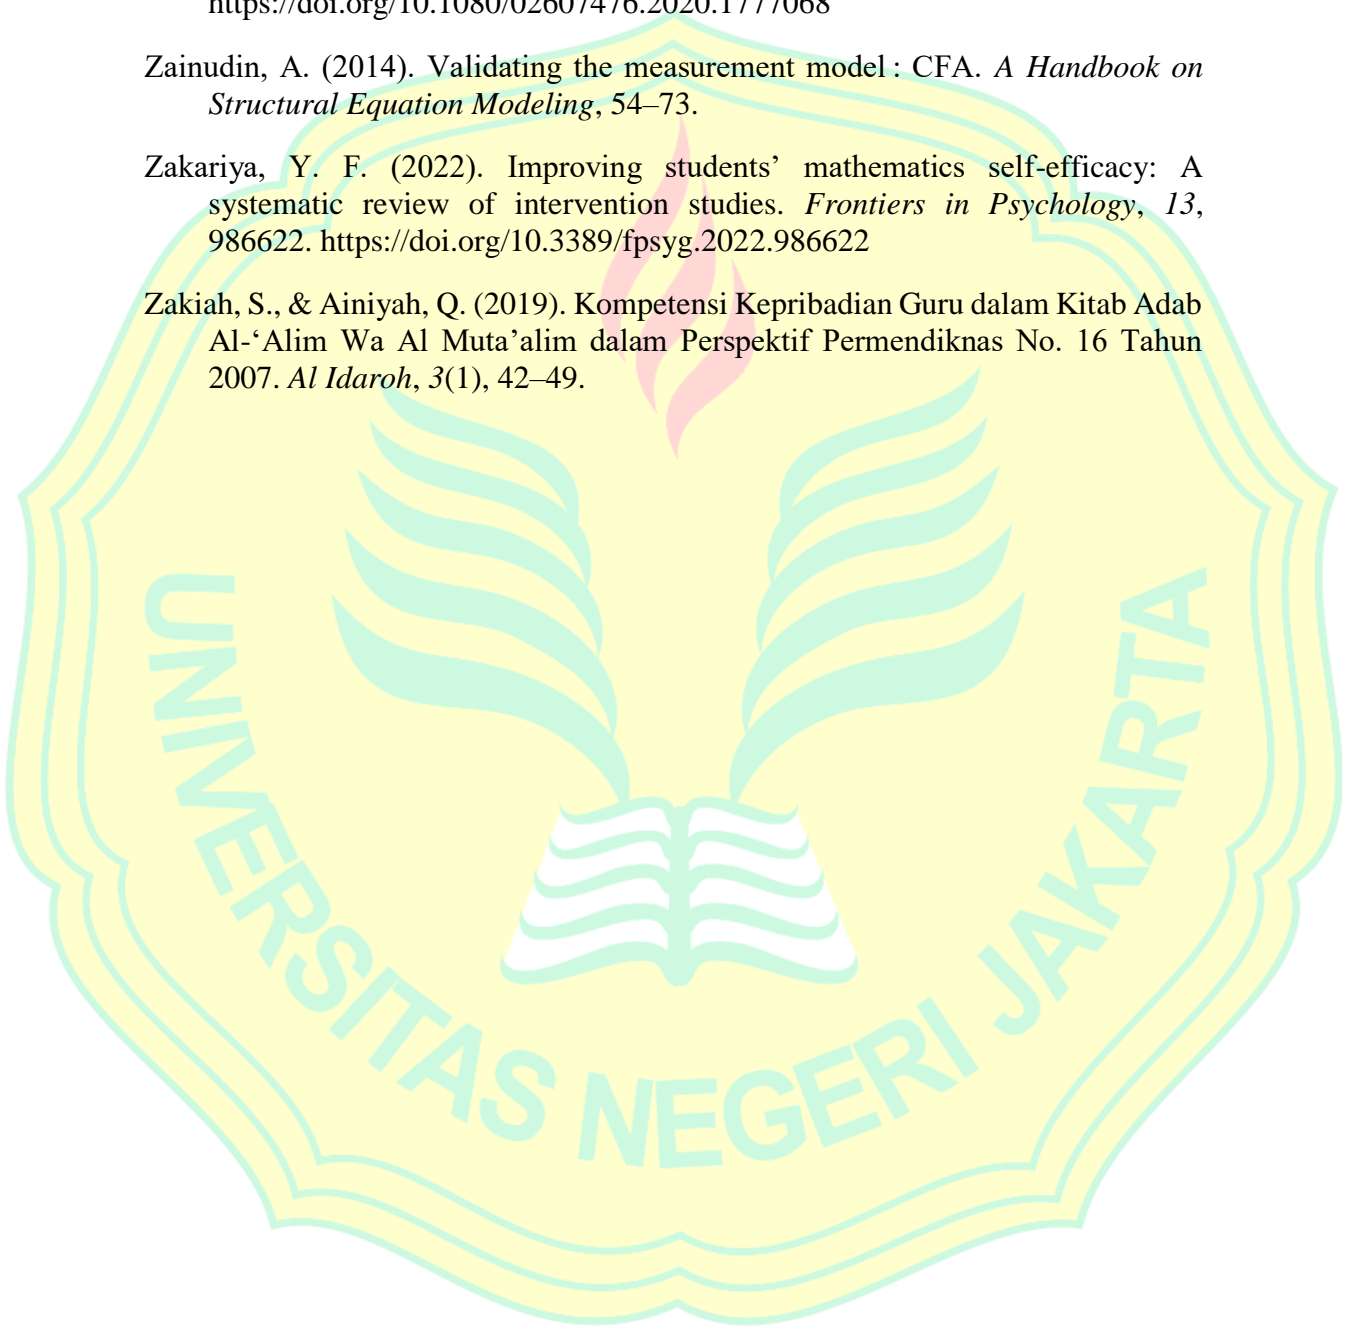 https://doi.org/10.1080/02607476.2020.1777068
Zainudin, A. (2014). Validating the measurement model : CFA. A Handbook on
Structural Equation Modeling, 54–73.
Zakariya, Y. F. (2022). Improving students’ mathematics self-efficacy: A
systematic review of intervention studies. Frontiers in Psychology, 13,
986622. https://doi.org/10.3389/fpsyg.2022.986622
Zakiah, S., & Ainiyah, Q. (2019). Kompetensi Kepribadian Guru dalam Kitab Adab
Al-‘Alim Wa Al Muta’alim dalam Perspektif Permendiknas No. 16 Tahun
2007. Al Idaroh, 3(1), 42–49.
UNIVERSITAS NEGERI JAKARTA